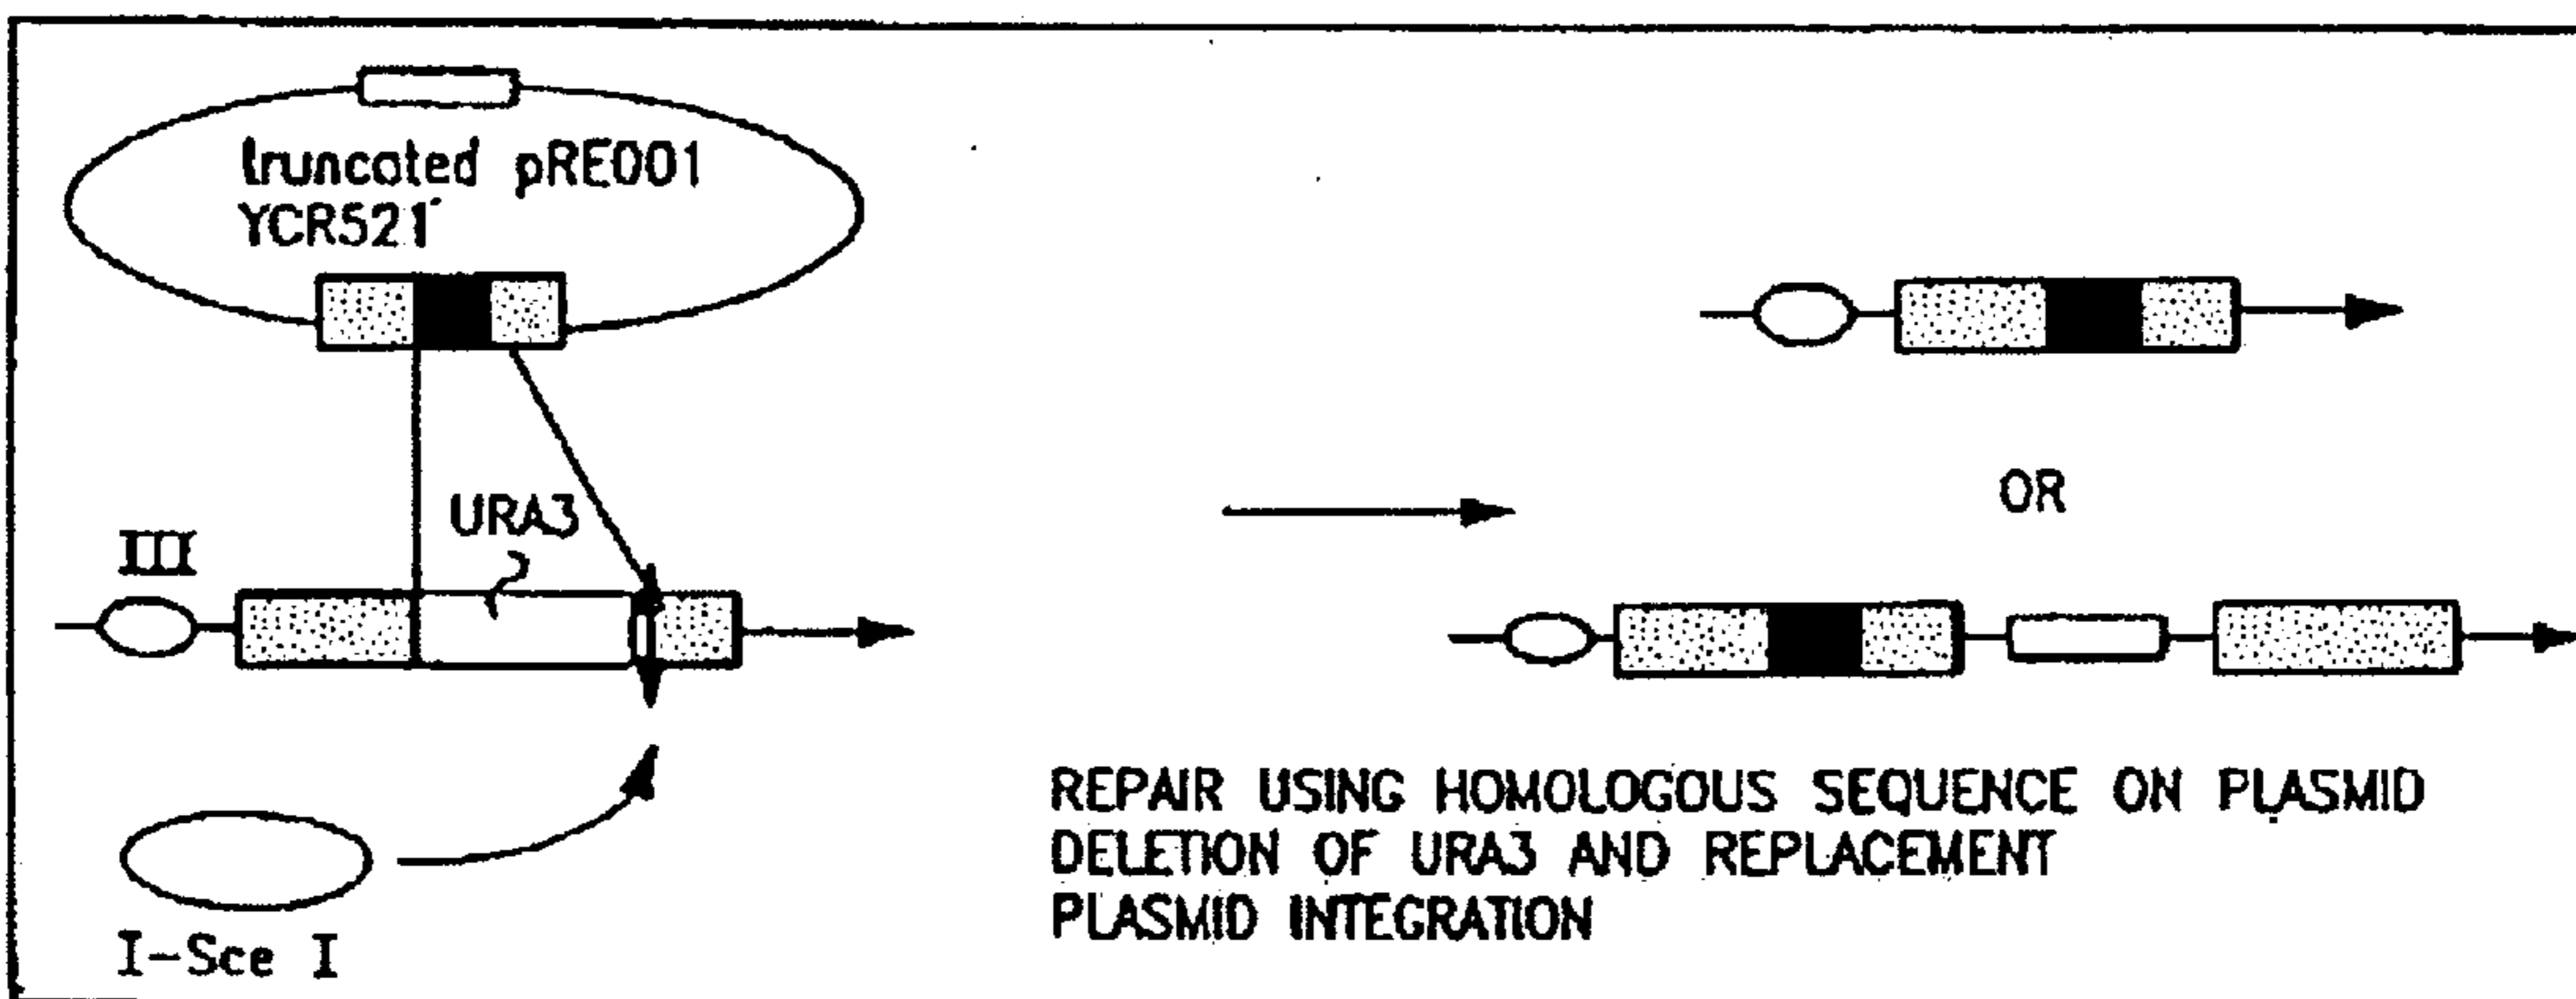 truncated pRE001
YCR521
URA3
III
I-Sce I
OR
REPAIR USING HOMOLOGOUS SEQUENCE ON PLASMID
DELETION OF URA3 AND REPLACEMENT
PLASMID INTEGRATION